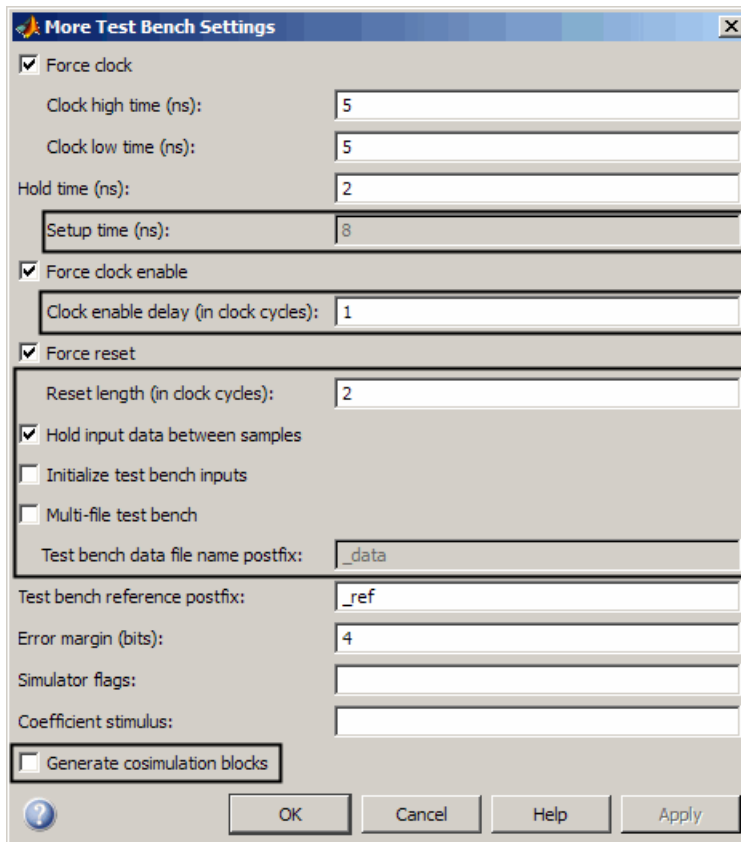 More Test Bench Settings
Force clock
Clock high time (ns): 5
Clock low time (ns): 5
Hold time (ns): 2
Setup time (ns): 8
Force clock enable
Clock enable delay (in clock cycles): 1
Force reset
Reset length (in clock cycles): 2
Hold input data between samples
Initialize test bench inputs
Multi-file test bench
Test bench data file name postfix: _data
Test bench reference postfix: _ref
Error margin (bits): 4
Simulator flags:
Coefficient stimulus:
Generate cosimulation blocks
? OK Cancel Help Apply